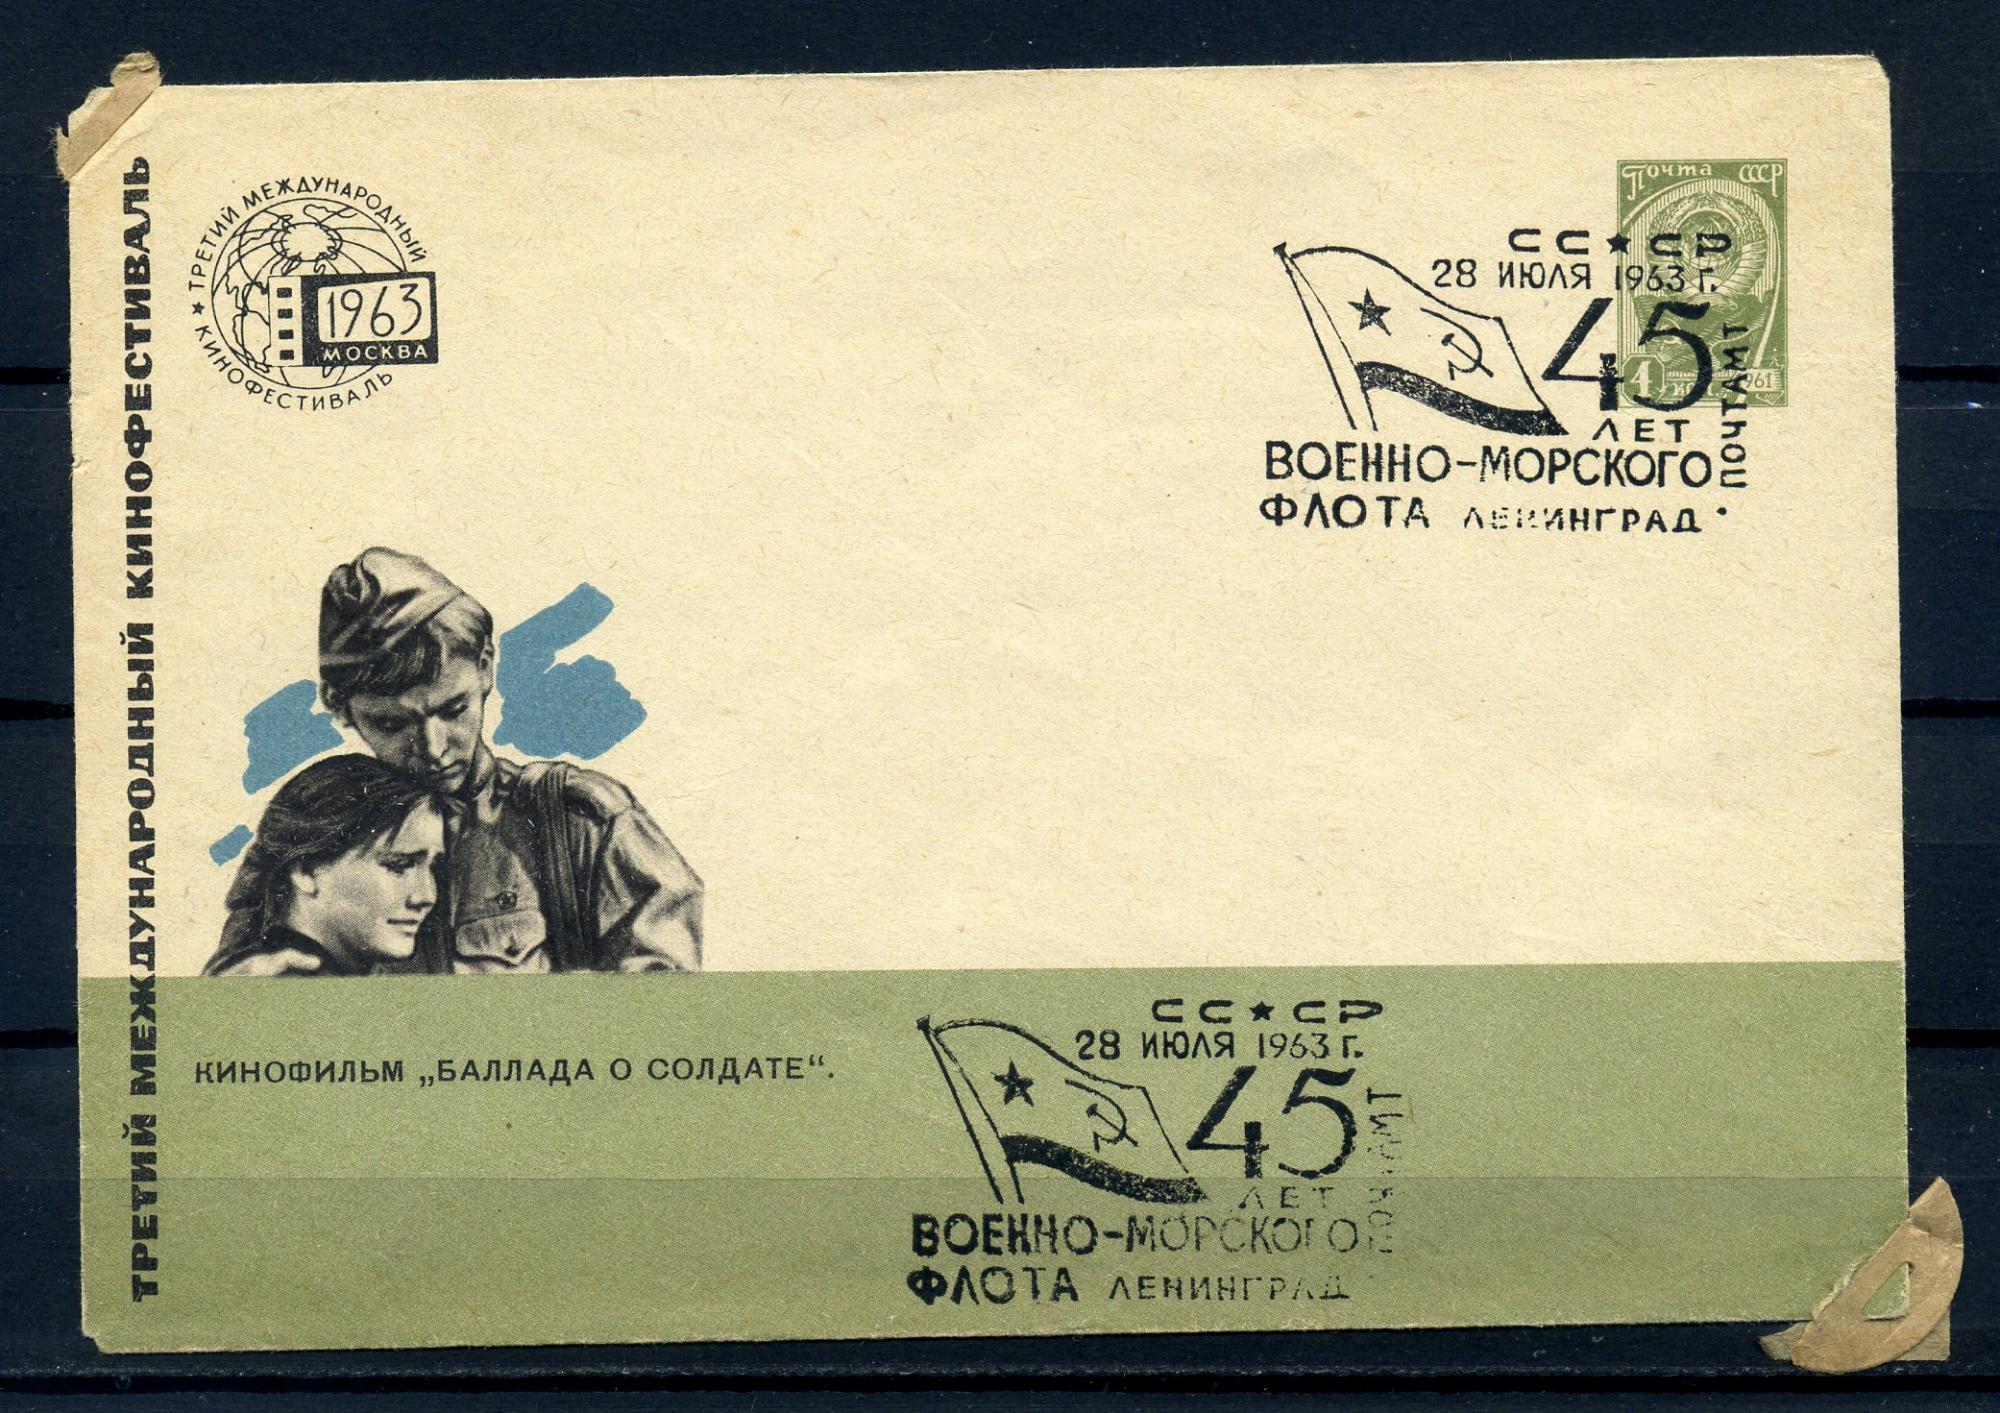 ТРЕТИЙ МЕЖДУНАРОДНЫЙ КИНОФЕСТИВАЛЬ
★ ТРЕТИЙ МЕЖДУНАРОДНЫЙ
КИНОФЕСТИВАЛЬ
1963
МОСКВА
Почта СССР
4 КОП 1961
СС★СР
28 ИЮЛЯ 1963 Г.
45
ЛЕТ
ВОЕННО-МОРСКОГО
ФЛОТА ЛЕНИНГРАД
ПОЧТАМТ
КИНОФИЛЬМ „БАЛЛАДА О СОЛДАТЕ“.
СС★СР
28 ИЮЛЯ 1963 Г.
45
ЛЕТ
ВОЕННО-МОРСКОГО
ФЛОТА ЛЕНИНГРАД
ПОЧТАМТ